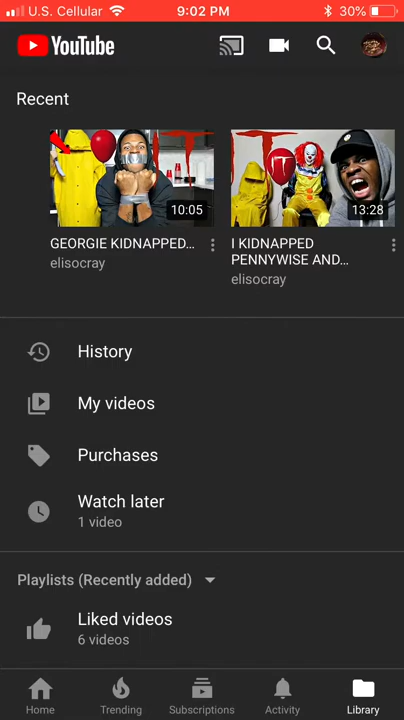 U.S. Cellular 9:02 PM 30%
YouTube
Recent
IT
10:05
13:28
GEORGIE KIDNAPPED...
elisocray
I KIDNAPPED
PENNYWISE AND...
elisocray
History
My videos
Purchases
Watch later
1 video
Playlists (Recently added)
Liked videos
6 videos
Home Trending Subscriptions Activity Library